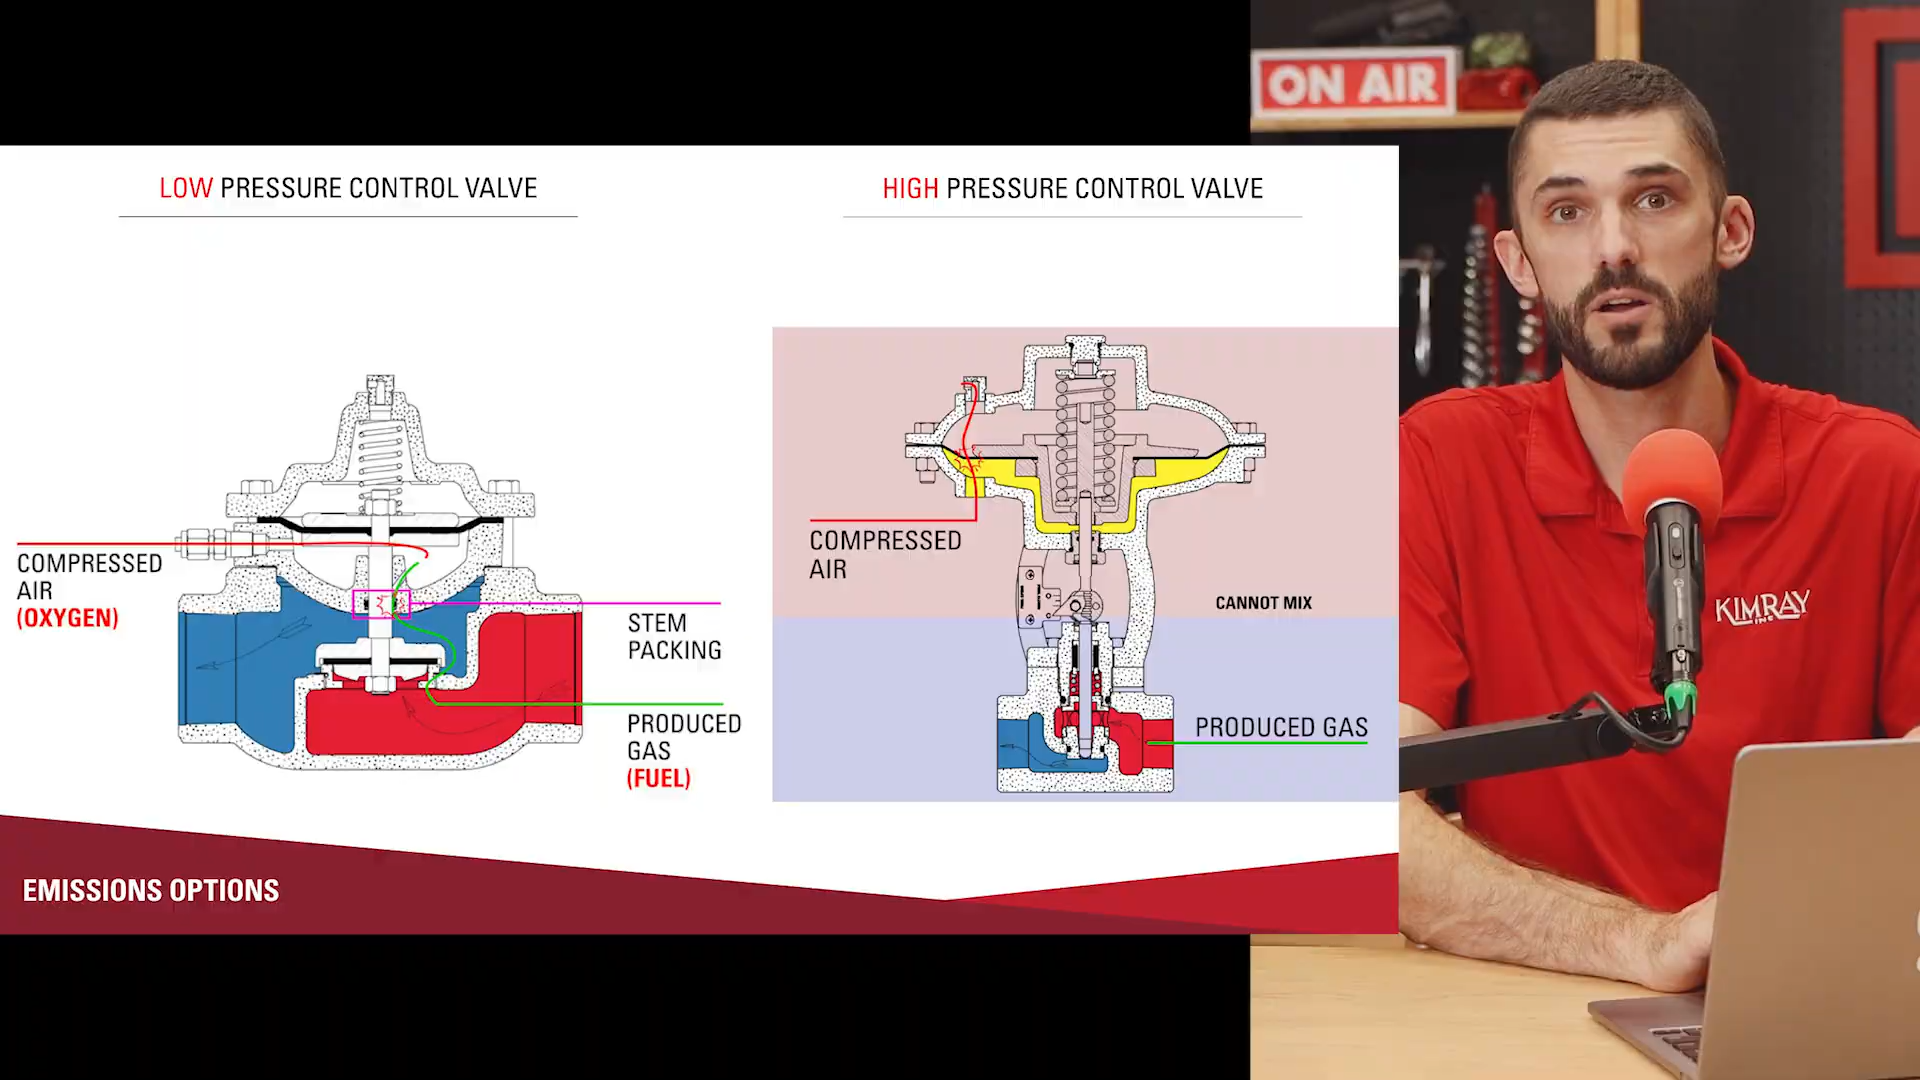 ON AIR
LOW PRESSURE CONTROL VALVE
HIGH PRESSURE CONTROL VALVE
COMPRESSED
AIR
(OXYGEN)
STEM
PACKING
PRODUCED
GAS
(FUEL)
COMPRESSED
AIR
CANNOT MIX
PRODUCED GAS
EMISSIONS OPTIONS
KIMRAY
INC